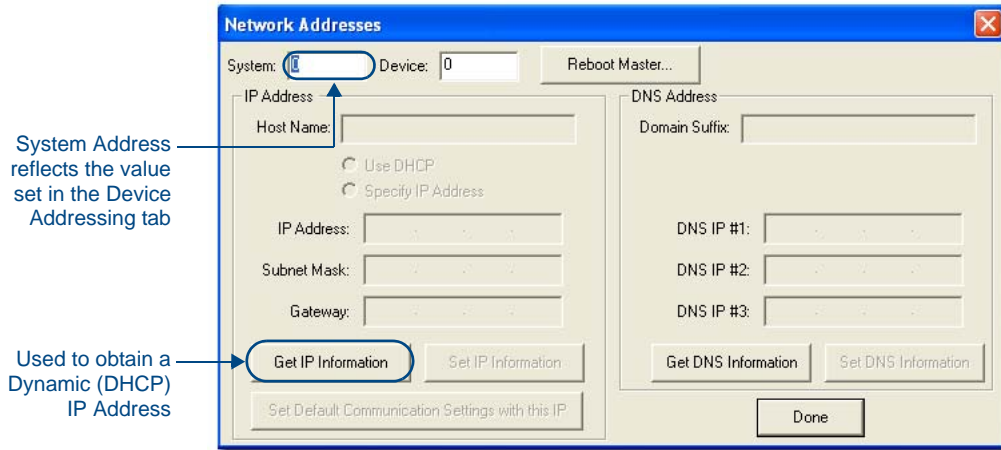 Network Addresses
System: 0 Device: 0 Reboot Master...
IP Address
Host Name:
Use DHCP
Specify IP Address
IP Address:
Subnet Mask:
Gateway:
Get IP Information Set IP Information
Set Default Communication Settings with this IP
DNS Address
Domain Suffix:
DNS IP #1:
DNS IP #2:
DNS IP #3:
Get DNS Information Set DNS Information
Done
System Address
reflects the value
set in the Device
Addressing tab
Used to obtain a
Dynamic (DHCP)
IP Address